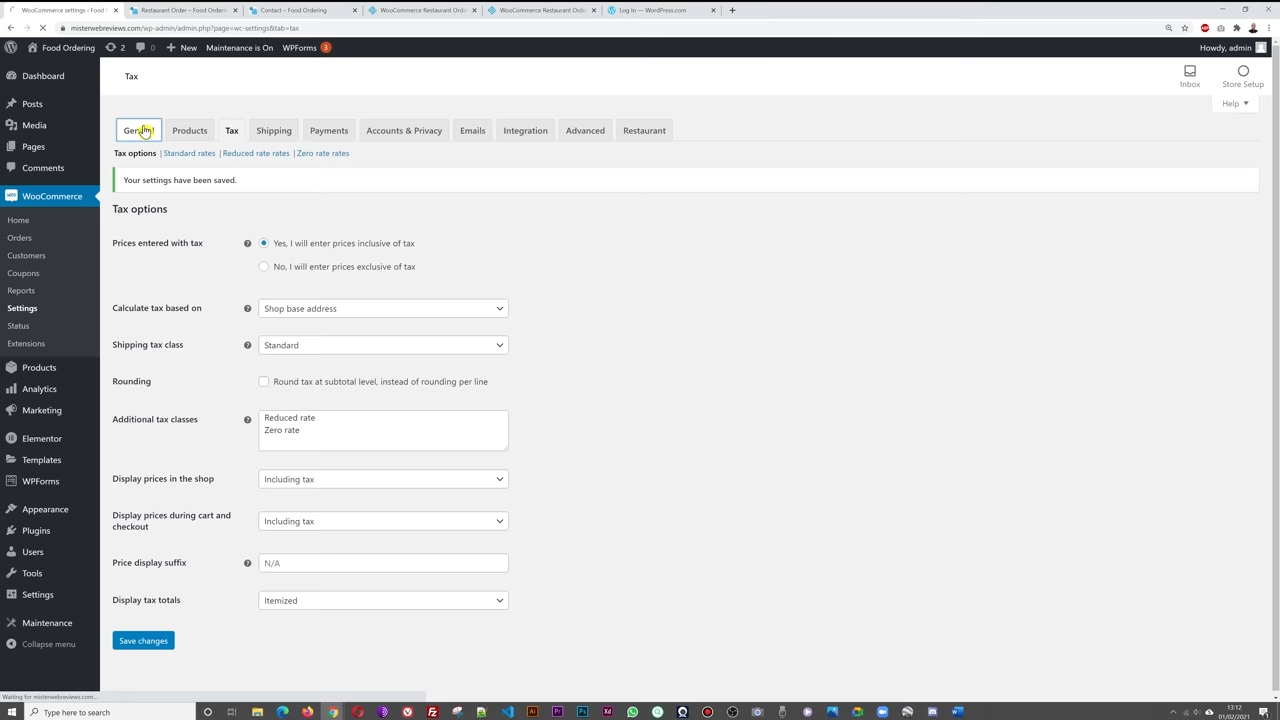 WooCommerce settings - Food
Restaurant Order – Food Orderin
Contact – Food Ordering
WooCommerce Restaurant Orde
WooCommerce Restaurant Orde
Log In — WordPress.com
misterwebreviews.com/wp-admin/admin.php?page=wc-settings&tab=tax
Food Ordering
2
0
New
Maintenance is On
WPForms 3
Howdy, admin
Tax
Inbox
Store Setup
Help
Products
Tax
Shipping
Payments
Accounts & Privacy
Emails
Integration
Advanced
Restaurant
Tax options | Standard rates | Reduced rate rates | Zero rate rates
Your settings have been saved.
Tax options
Prices entered with tax
Yes, I will enter prices inclusive of tax
No, I will enter prices exclusive of tax
Calculate tax based on
Shop base address
Shipping tax class
Standard
Rounding
Round tax at subtotal level, instead of rounding per line
Additional tax classes
Reduced rate
Zero rate
Display prices in the shop
Including tax
Display prices during cart and
checkout
Including tax
Price display suffix
N/A
Display tax totals
Itemized
Save changes
Dashboard
Posts
Media
Pages
Comments
WooCommerce
Home
Orders
Customers
Coupons
Reports
Settings
Status
Extensions
Products
Analytics
Marketing
Elementor
Templates
WPForms
Appearance
Plugins
Users
Tools
Settings
Maintenance
Collapse menu
Waiting for misterwebreviews.com...
Type here to search
13:12
01/02/2021